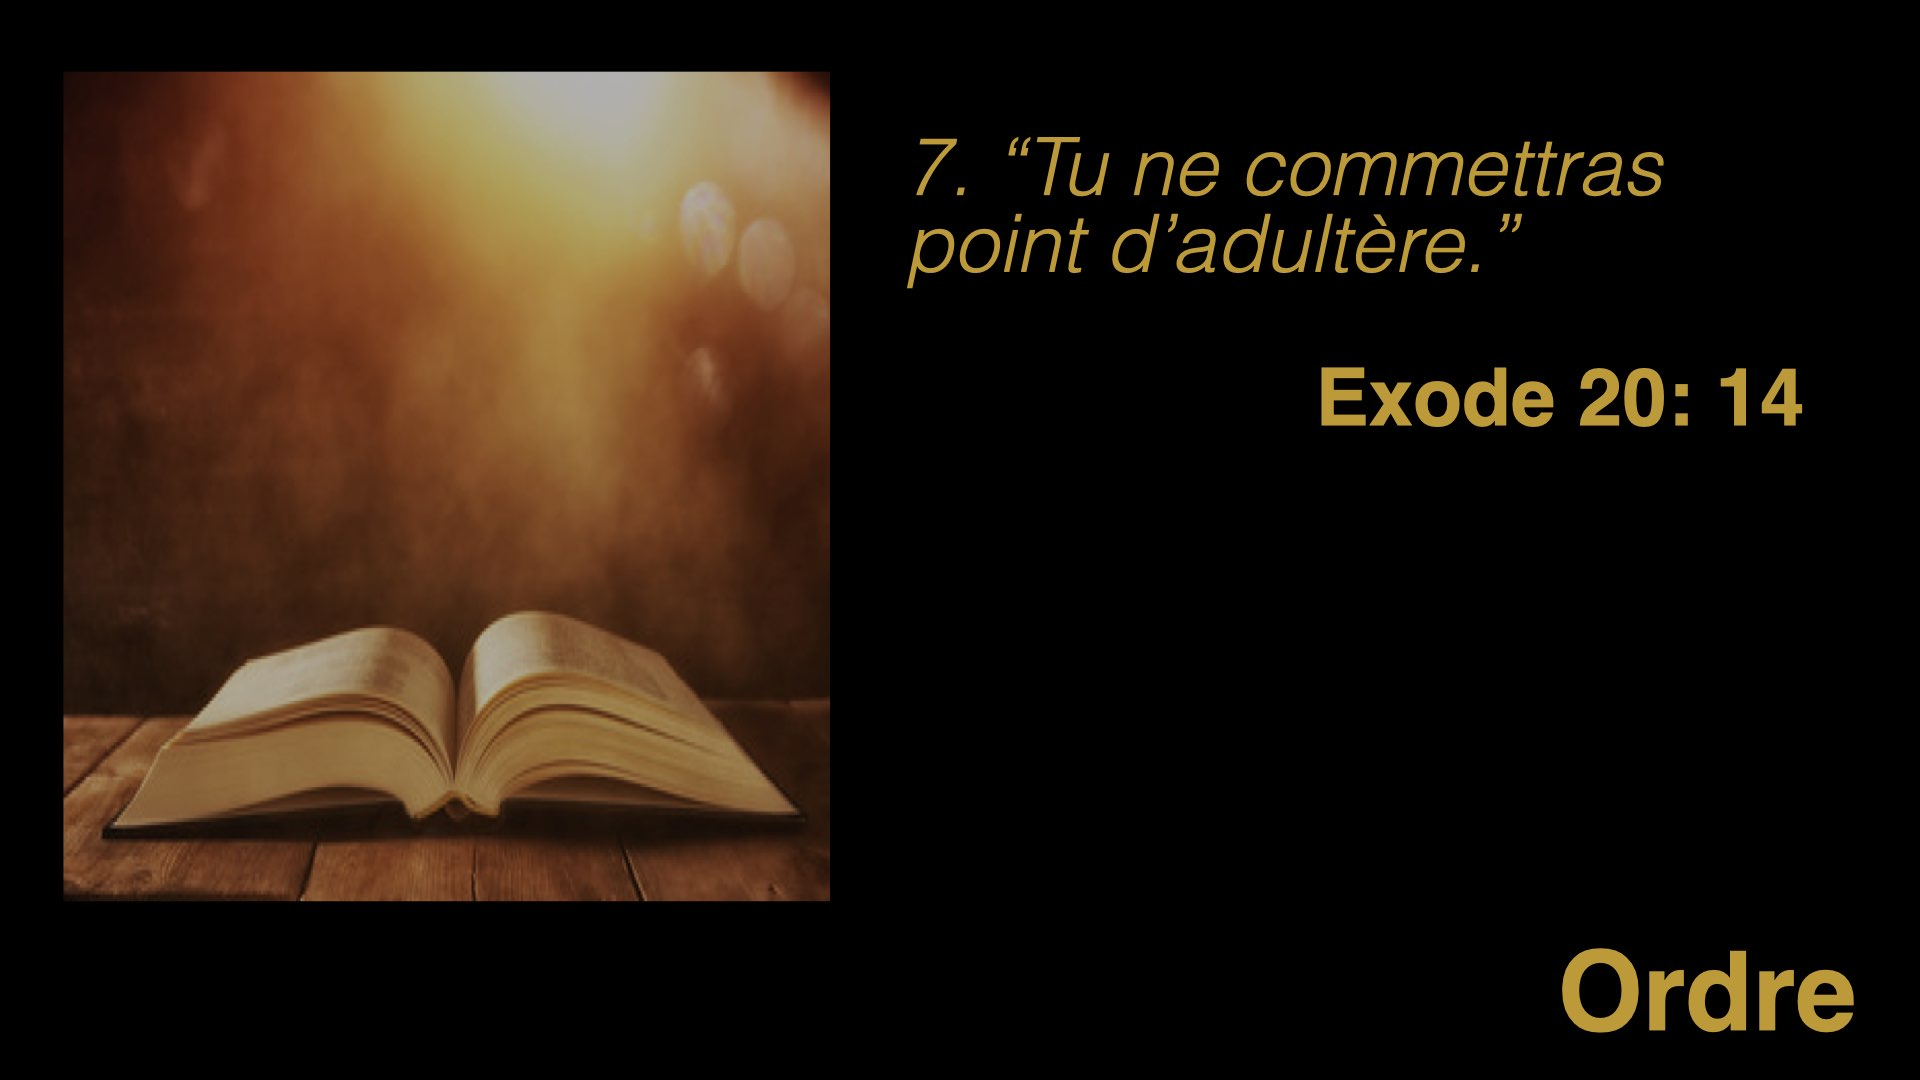 7. “Tu ne commettras
point d’adultère.”
Exode 20: 14
Ordre